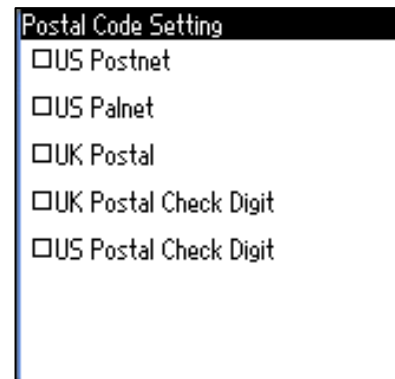 Postal Code Setting
US Postnet
US Palnet
UK Postal
UK Postal Check Digit
US Postal Check Digit